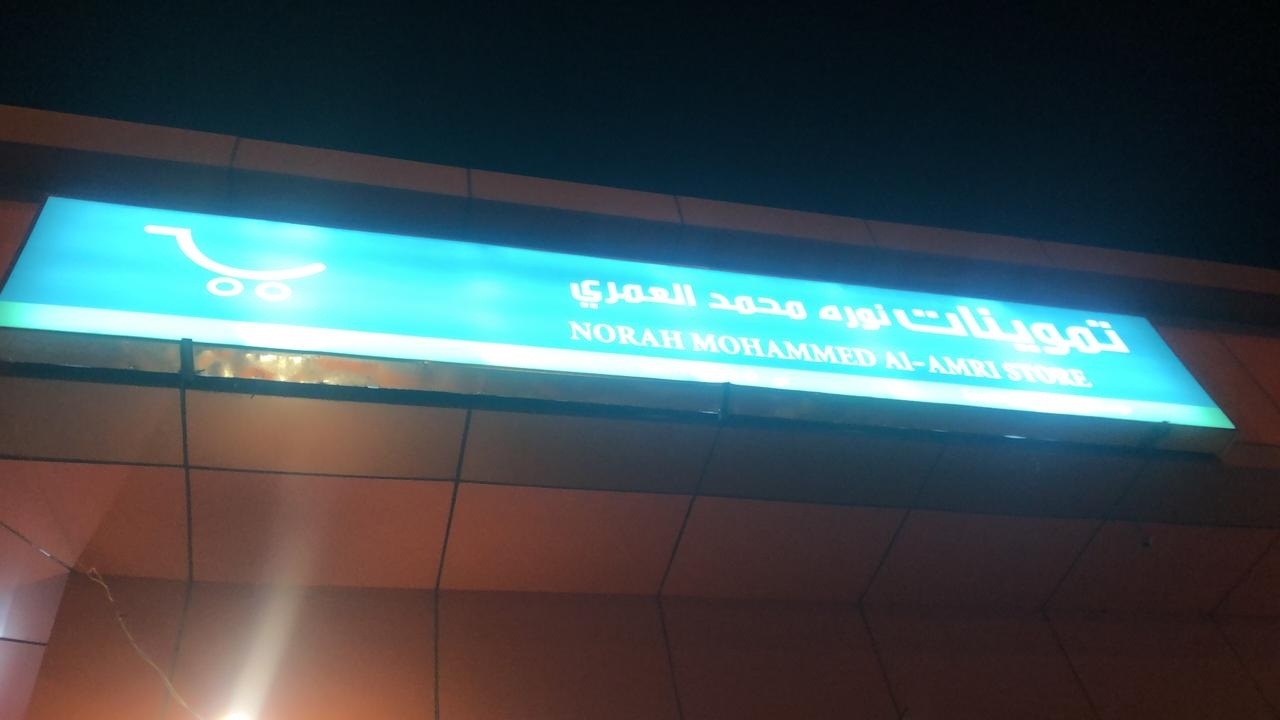 تموينات نوره محمد العمري
NORAH MOHAMMED Al-AMRI STORE